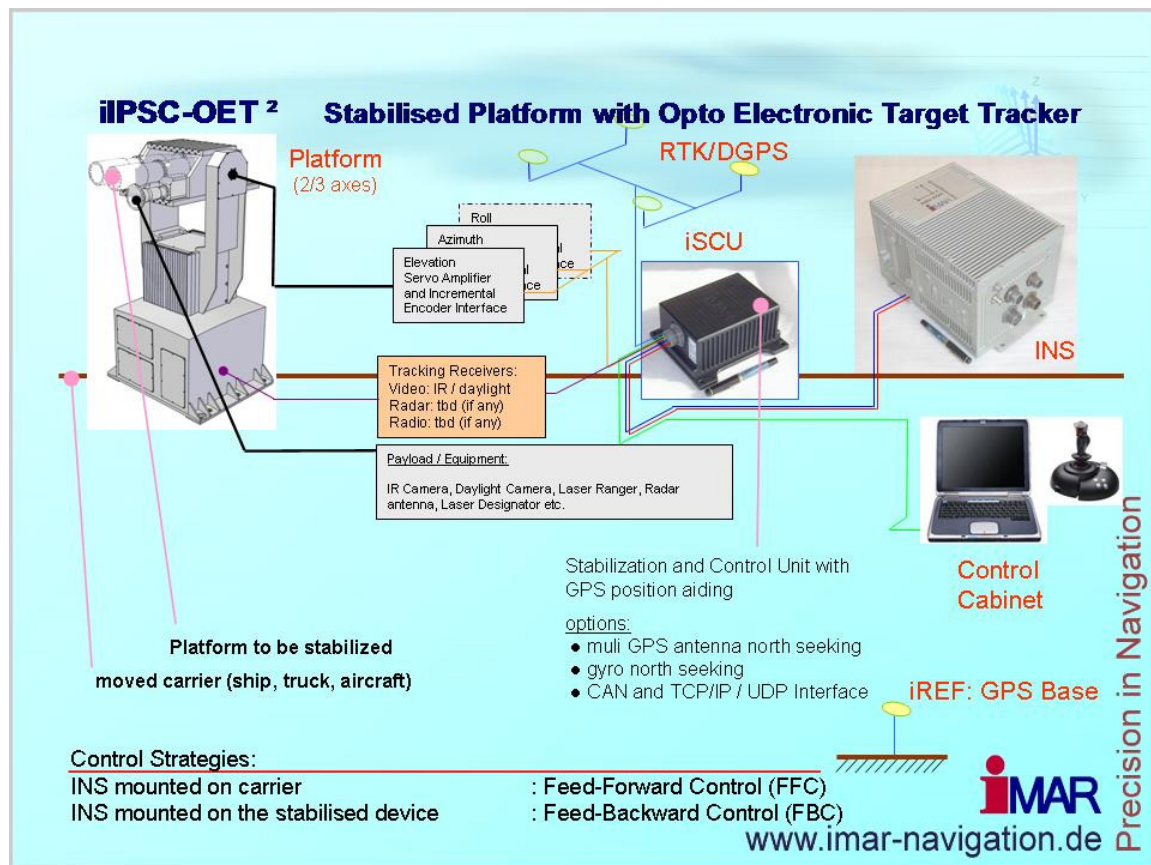 iIPSC-OET ² Stabilised Platform with Opto Electronic Target Tracker
Platform
(2/3 axes)
RTK/DGPS
iSCU
INS
Roll
Azimuth
Elevation
Servo Amplifier
and Incremental
Encoder Interface
Tracking Receivers:
Video: IR / daylight
Radar: tbd (if any)
Radio: tbd (if any)
Payload / Equipment:
IR Camera, Daylight Camera, Laser Ranger, Radar
antenna, Laser Designator etc.
Control
Cabinet
Stabilization and Control Unit with
GPS position aiding
options:
● muli GPS antenna north seeking
● gyro north seeking
● CAN and TCP/IP / UDP Interface
Platform to be stabilized
moved carrier (ship, truck, aircraft)
iREF: GPS Base
Control Strategies:
INS mounted on carrier : Feed-Forward Control (FFC)
INS mounted on the stabilised device : Feed-Backward Control (FBC)
iMAR
www.imar-navigation.de
Precision in Navigation